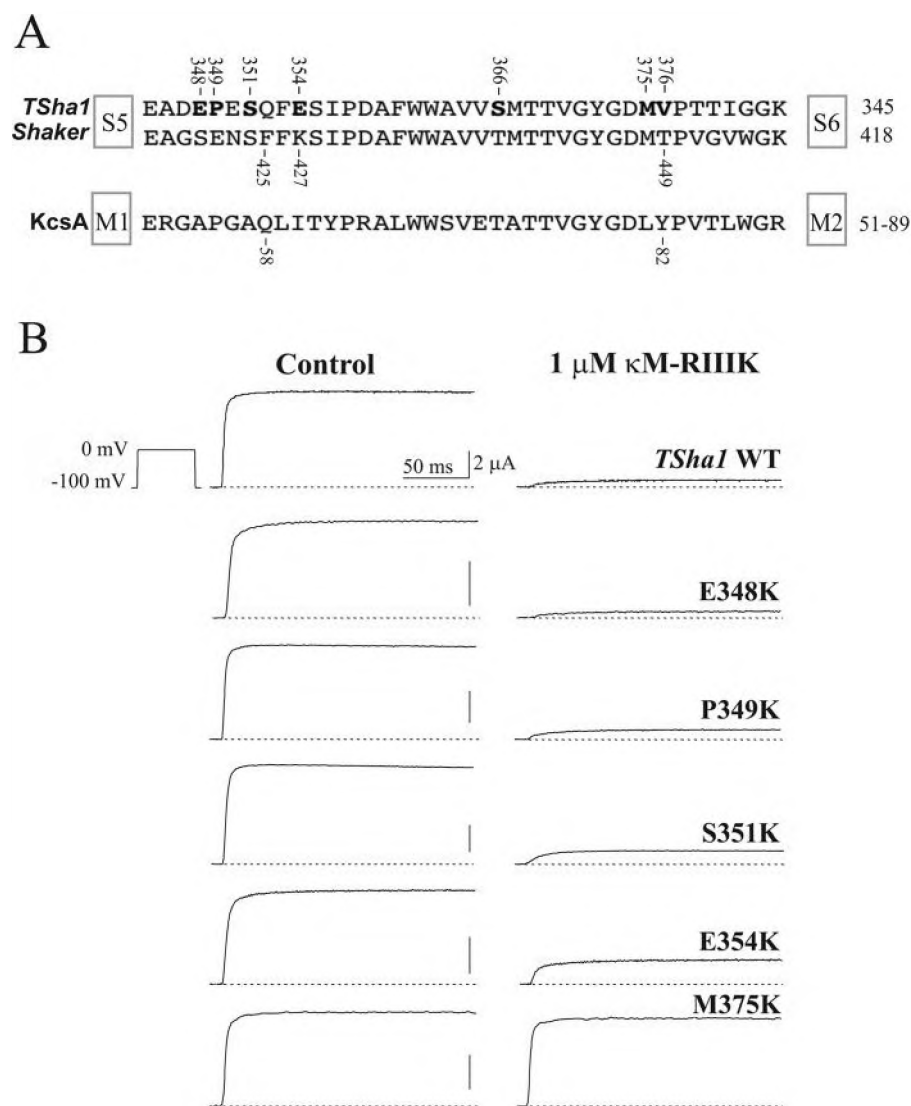 A
348 349 351 354 366 375 376
TSha1 S5 EADEPESQFESIPDAFWWAVVSMTTVGYGDMVPTTIGGK S6 345
Shaker EAGSENSFFKSIPDAFWWAVVTMTTVGYGDMTPVGVWGK 418
425 427 449
KcsA M1 ERGAPGAQLITYPRALWWSVETATTVGYGDLYPVTLWGR M2 51-89
58 82
B
Control 1 μM κM-RIIIK
0 mV
-100 mV
50 ms 2 μA
TSha1 WT
E348K
P349K
S351K
E354K
M375K